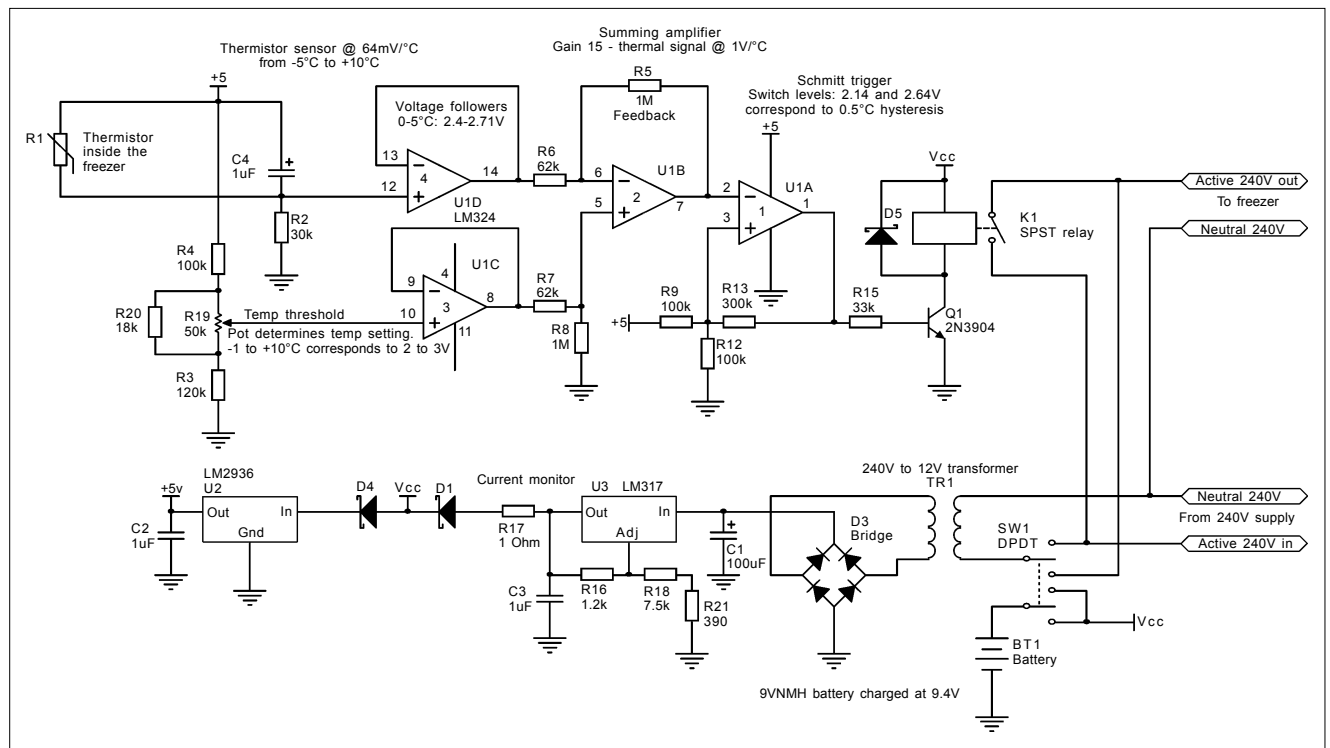 Thermistor sensor @ 64mV/°C
from -5°C to +10°C
Summing amplifier
Gain 15 - thermal signal @ 1V/°C
Schmitt trigger
Switch levels: 2.14 and 2.64V
correspond to 0.5°C hysteresis
+5
R1
Thermistor
inside the
freezer
C4
1uF
+
R2
30k
R4
100k
R20
18k
R19
50k
R3
120k
Temp threshold
Pot determines temp setting.
-1 to +10°C corresponds to 2 to 3V
Voltage followers
0-5°C: 2.4-2.71V
13
12
14
−
+
4
U1D
LM324
9
10
8
−
+
4
3
11
U1C
R6
62k
R7
62k
R8
1M
R5
1M
Feedback
6
5
7
−
+
2
U1B
+5
2
3
1
−
+
1
U1A
+5
R9
100k
R13
300k
R12
100k
R15
33k
Vcc
D5
Q1
2N3904
K1
SPST relay
Active 240V out
To freezer
Neutral 240V
LM2936
U2
+5v
Out
In
Gnd
C2
1uF
D4
Vcc
D1
Current monitor
R17
1 Ohm
U3
LM317
Out
In
Adj
C3
1uF
R16
1.2k
R18
7.5k
R21
390
+
C1
100uF
D3
Bridge
240V to 12V transformer
TR1
SW1
DPDT
Neutral 240V
From 240V supply
Active 240V in
Vcc
BT1
Battery
9VNMH battery charged at 9.4V